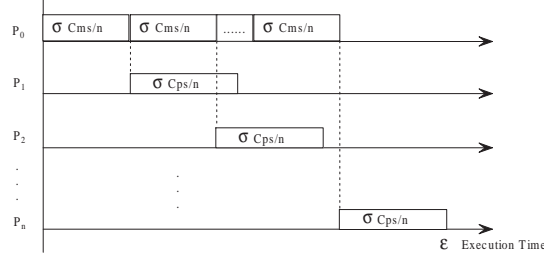 P0 σ Cms/n σ Cms/n ...... σ Cms/n
P1 σ Cps/n
P2 σ Cps/n
Pn σ Cps/n
ε Execution Time